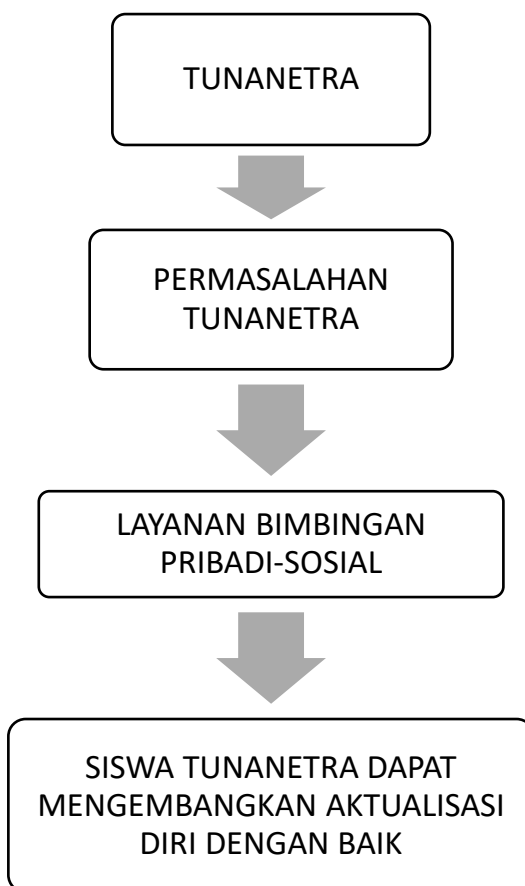 TUNANETRA
PERMASALAHAN
TUNANETRA
LAYANAN BIMBINGAN
PRIBADI-SOSIAL
SISWA TUNANETRA DAPAT
MENGEMBANGKAN AKTUALISASI
DIRI DENGAN BAIK